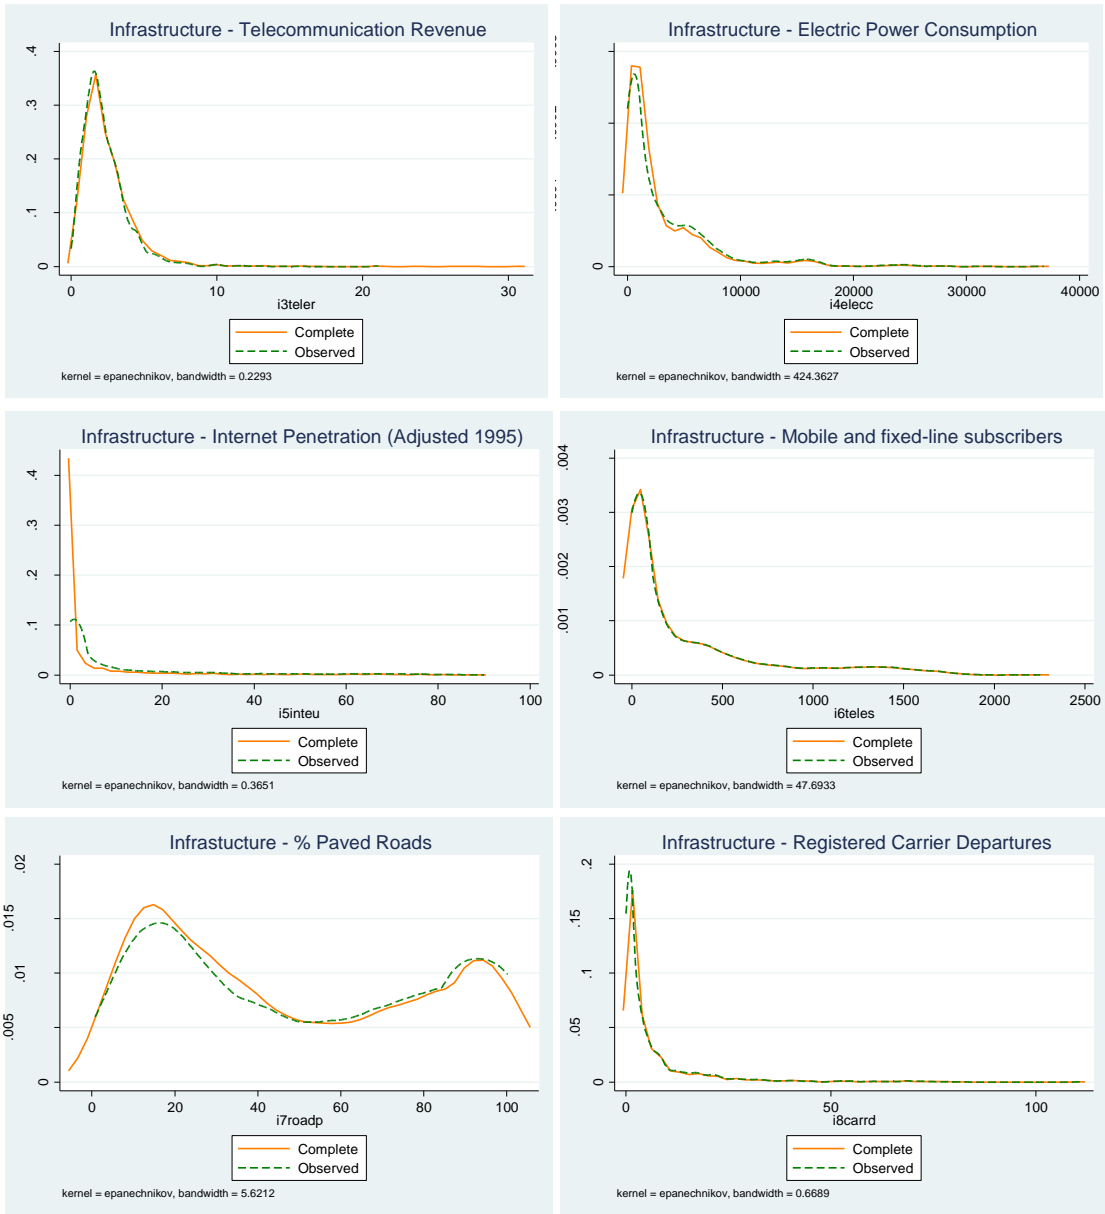 Infrastructure - Telecommunication Revenue
.4
.3
.2
.1
0
0 10 20 30
i3teler
Complete
Observed
kernel = epanechnikov, bandwidth = 0.2293
Infrastructure - Electric Power Consumption
0
0 10000 20000 30000 40000
i4elecc
Complete
Observed
kernel = epanechnikov, bandwidth = 424.3627
Infrastructure - Internet Penetration (Adjusted 1995)
.4
.3
.2
.1
0
0 20 40 60 80 100
i5inteu
Complete
Observed
kernel = epanechnikov, bandwidth = 0.3651
Infrastructure - Mobile and fixed-line subscribers
.004
.003
.002
.001
0
0 500 1000 1500 2000 2500
i6teles
Complete
Observed
kernel = epanechnikov, bandwidth = 47.6933
Infrastucture - % Paved Roads
.02
.015
.01
.005
0
0 20 40 60 80 100
i7roadp
Complete
Observed
kernel = epanechnikov, bandwidth = 5.6212
Infrastructure - Registered Carrier Departures
.2
.15
.1
.05
0
0 50 100
i8carrd
Complete
Observed
kernel = epanechnikov, bandwidth = 0.6689